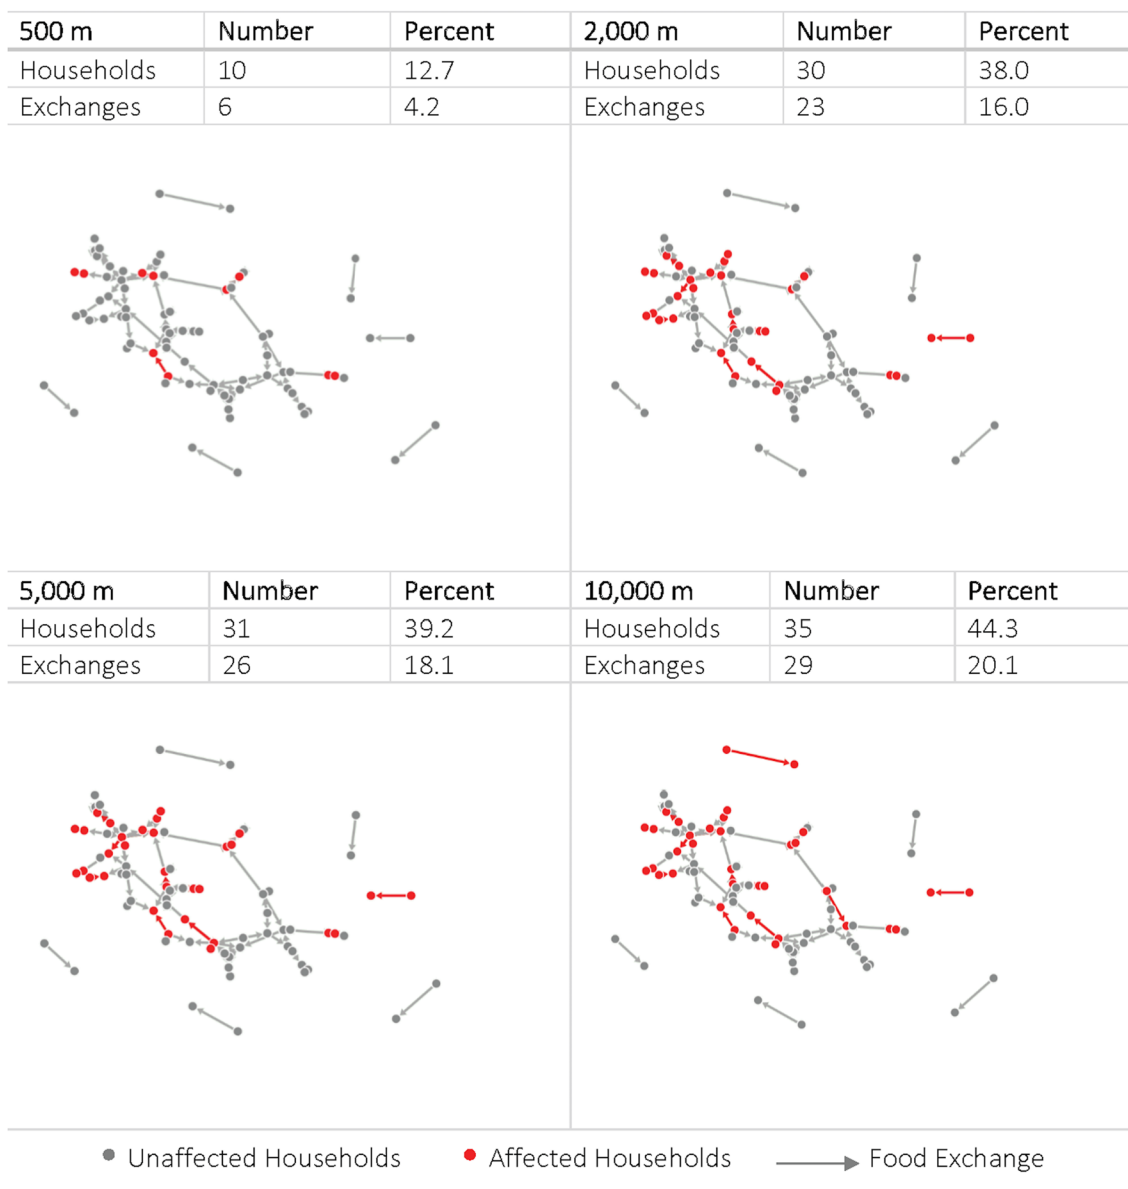 500 m Number Percent
Households 10 12.7
Exchanges 6 4.2
2,000 m Number Percent
Households 30 38.0
Exchanges 23 16.0
5,000 m Number Percent
Households 31 39.2
Exchanges 26 18.1
10,000 m Number Percent
Households 35 44.3
Exchanges 29 20.1
Unaffected Households Affected Households Food Exchange